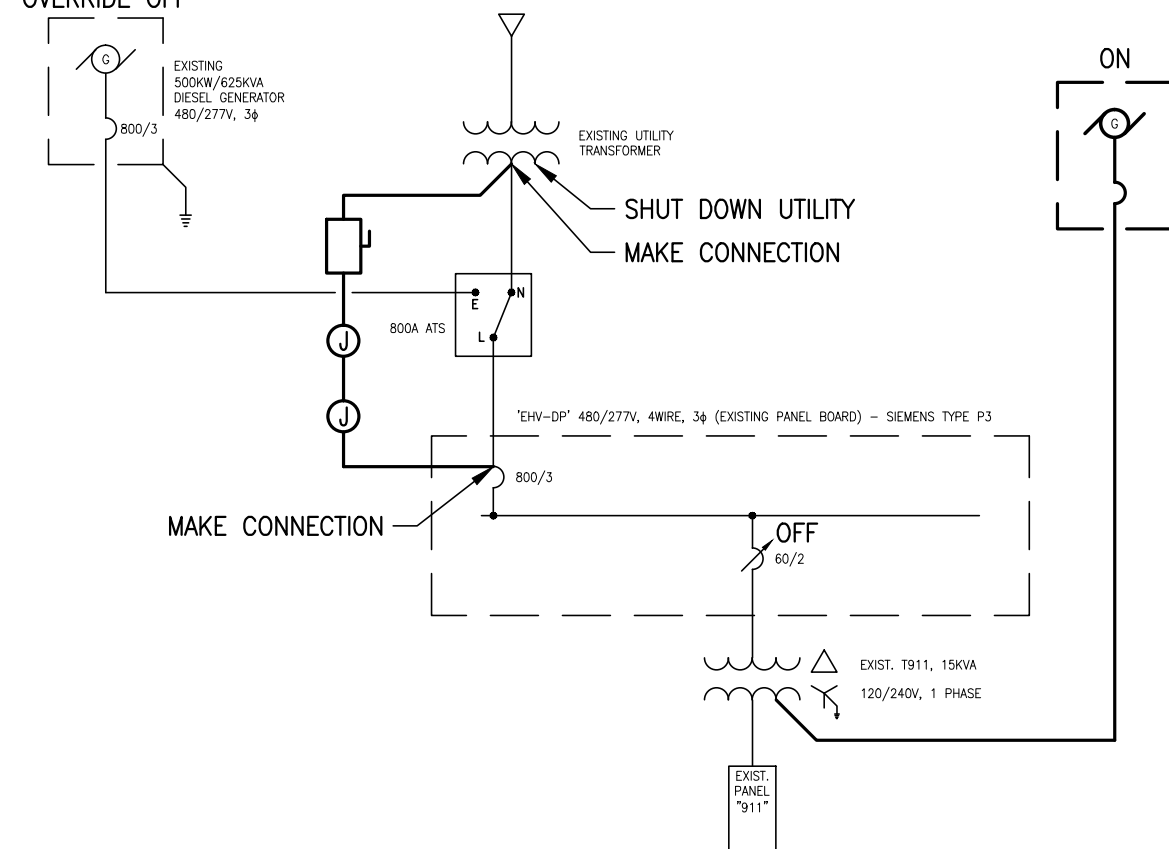 OVERRIDE OFF
G
EXISTING
500KW/625KVA
DIESEL GENERATOR
480/277V, 3ϕ
800/3
EXISTING UTILITY
TRANSFORMER
SHUT DOWN UTILITY
MAKE CONNECTION
ON
G
E
N
L
800A ATS
J
J
'EHV-DP' 480/277V, 4WIRE, 3ϕ (EXISTING PANEL BOARD) – SIEMENS TYPE P3
800/3
MAKE CONNECTION
OFF
60/2
EXIST. T911, 15KVA
120/240V, 1 PHASE
EXIST.
PANEL
"911"